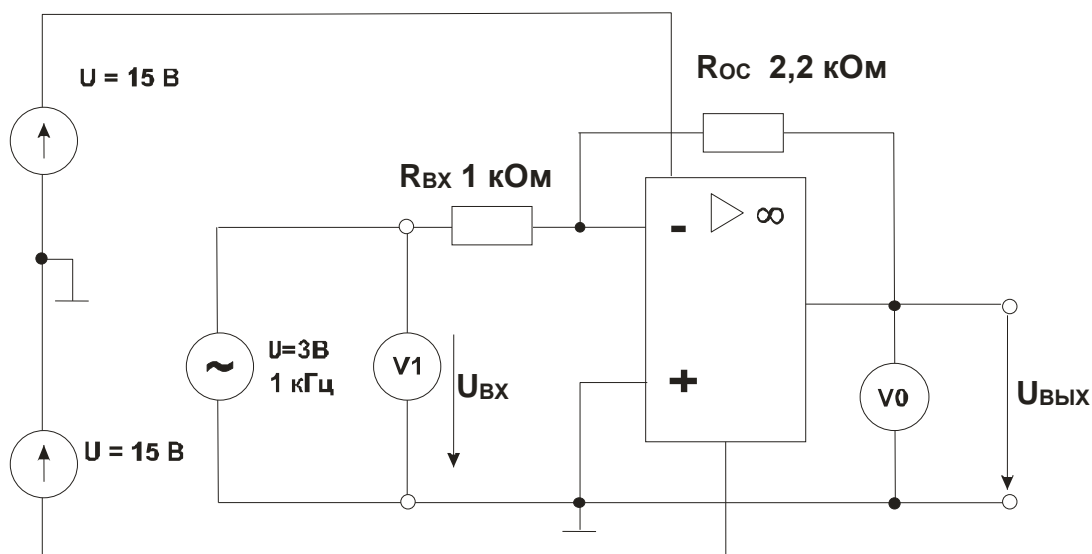 U = 15 В
RОС 2,2 кОм
RВХ 1 кОм
- ▷ ∞
~
U=3В
1 кГц
V1
UВХ
+
V0
UВЫХ
U = 15 В